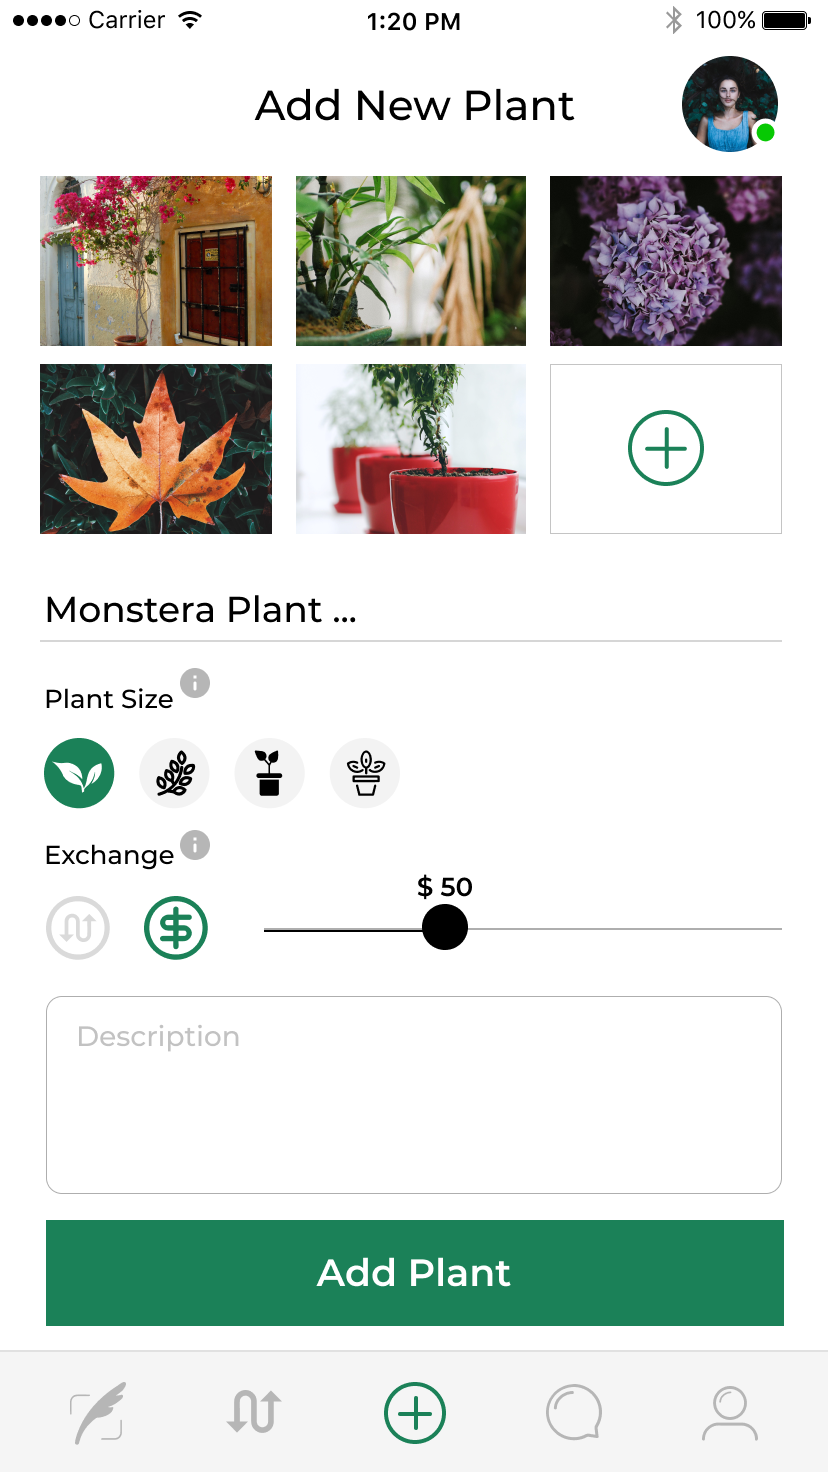 Carrier 1:20 PM 100%
Add New Plant
Monstera Plant ...
Plant Size
Exchange
$ 50
Description
Add Plant